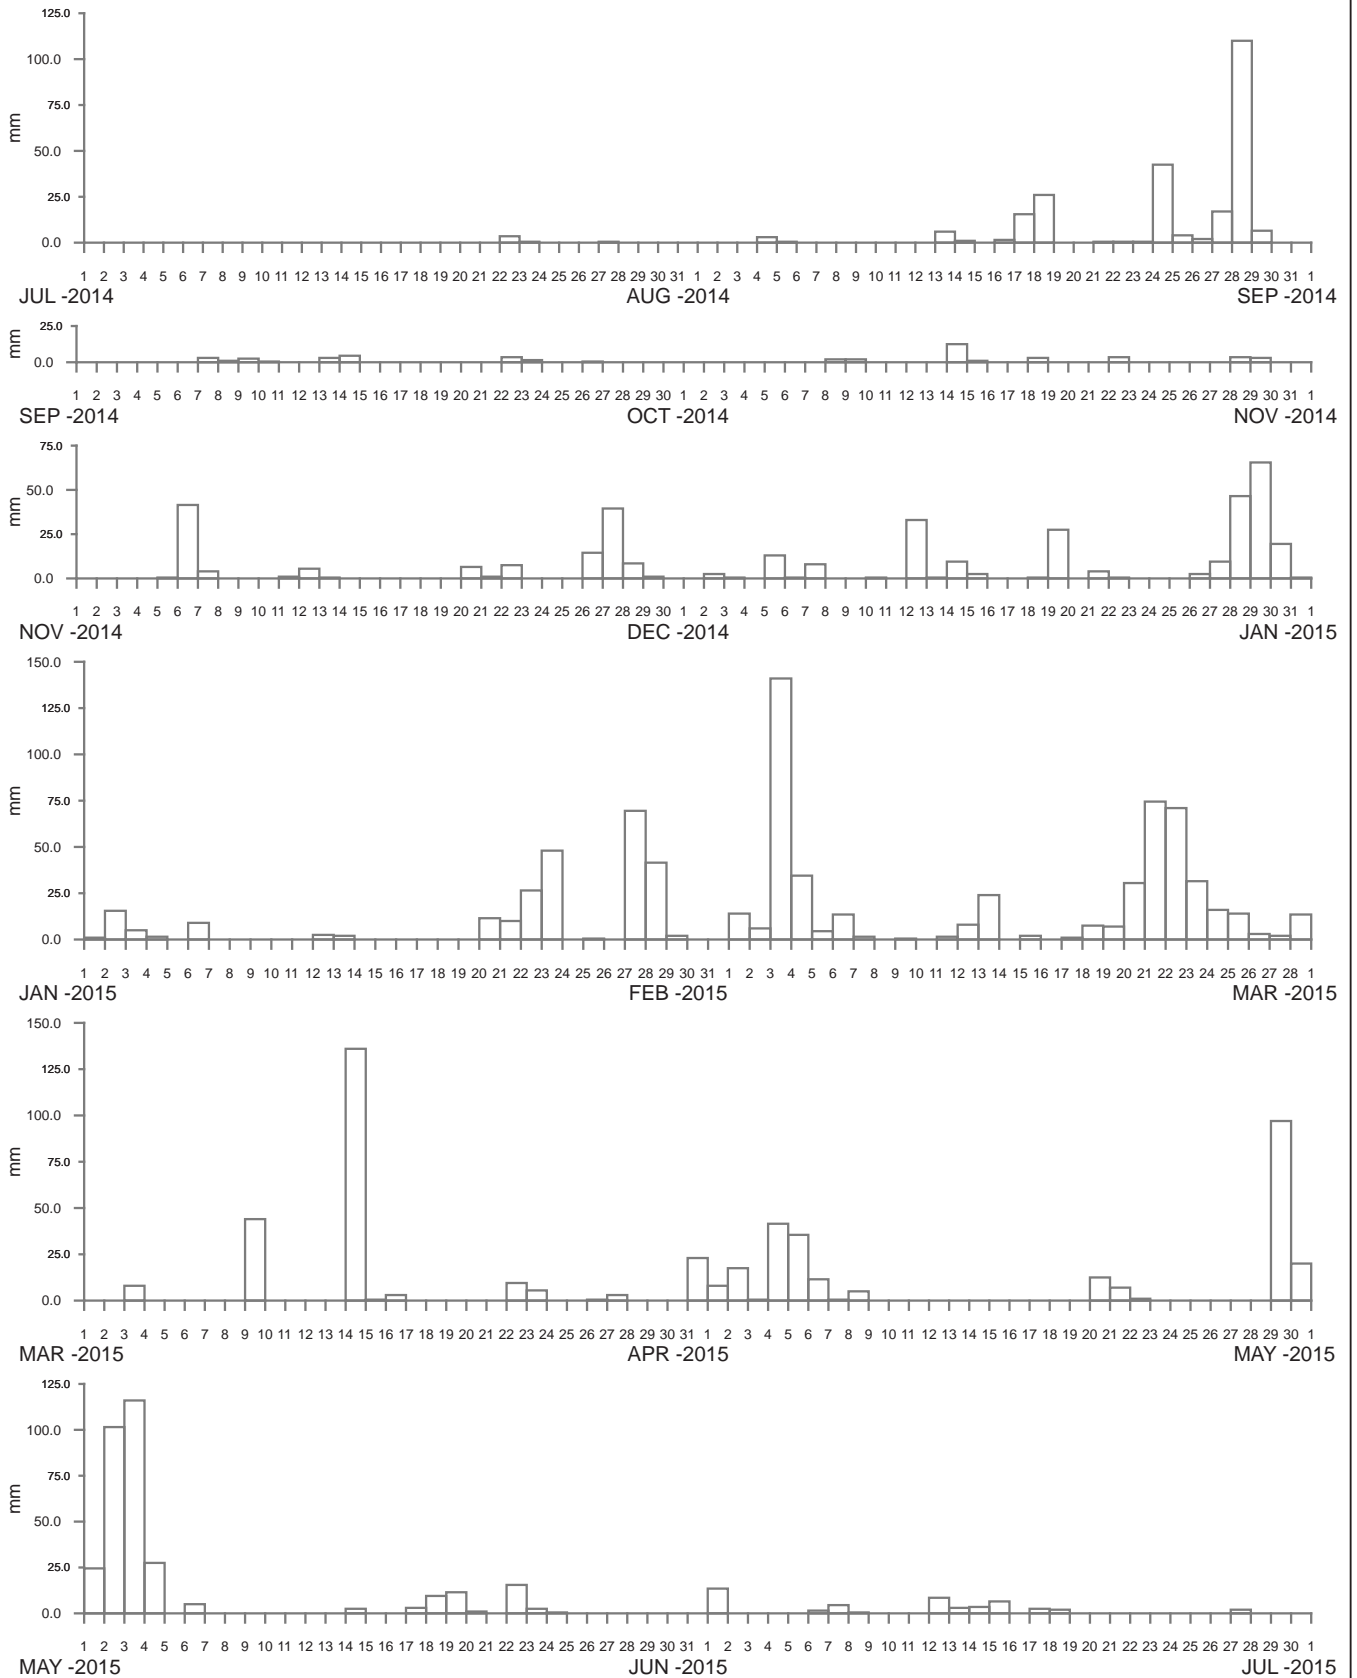 125.0
100.0
75.0
50.0
25.0
0.0
mm
1 2 3 4 5 6 7 8 9 10 11 12 13 14 15 16 17 18 19 20 21 22 23 24 25 26 27 28 29 30 31 1 2 3 4 5 6 7 8 9 10 11 12 13 14 15 16 17 18 19 20 21 22 23 24 25 26 27 28 29 30 31 1
JUL -2014 AUG -2014 SEP -2014
25.0
0.0
mm
1 2 3 4 5 6 7 8 9 10 11 12 13 14 15 16 17 18 19 20 21 22 23 24 25 26 27 28 29 30 1 2 3 4 5 6 7 8 9 10 11 12 13 14 15 16 17 18 19 20 21 22 23 24 25 26 27 28 29 30 31 1
SEP -2014 OCT -2014 NOV -2014
75.0
50.0
25.0
0.0
mm
1 2 3 4 5 6 7 8 9 10 11 12 13 14 15 16 17 18 19 20 21 22 23 24 25 26 27 28 29 30 1 2 3 4 5 6 7 8 9 10 11 12 13 14 15 16 17 18 19 20 21 22 23 24 25 26 27 28 29 30 31 1
NOV -2014 DEC -2014 JAN -2015
150.0
125.0
100.0
75.0
50.0
25.0
0.0
mm
1 2 3 4 5 6 7 8 9 10 11 12 13 14 15 16 17 18 19 20 21 22 23 24 25 26 27 28 29 30 31 1 2 3 4 5 6 7 8 9 10 11 12 13 14 15 16 17 18 19 20 21 22 23 24 25 26 27 28 1
JAN -2015 FEB -2015 MAR -2015
150.0
125.0
100.0
75.0
50.0
25.0
0.0
mm
1 2 3 4 5 6 7 8 9 10 11 12 13 14 15 16 17 18 19 20 21 22 23 24 25 26 27 28 29 30 31 1 2 3 4 5 6 7 8 9 10 11 12 13 14 15 16 17 18 19 20 21 22 23 24 25 26 27 28 29 30 1
MAR -2015 APR -2015 MAY -2015
125.0
100.0
75.0
50.0
25.0
0.0
mm
1 2 3 4 5 6 7 8 9 10 11 12 13 14 15 16 17 18 19 20 21 22 23 24 25 26 27 28 29 30 31 1 2 3 4 5 6 7 8 9 10 11 12 13 14 15 16 17 18 19 20 21 22 23 24 25 26 27 28 29 30 1
MAY -2015 JUN -2015 JUL -2015